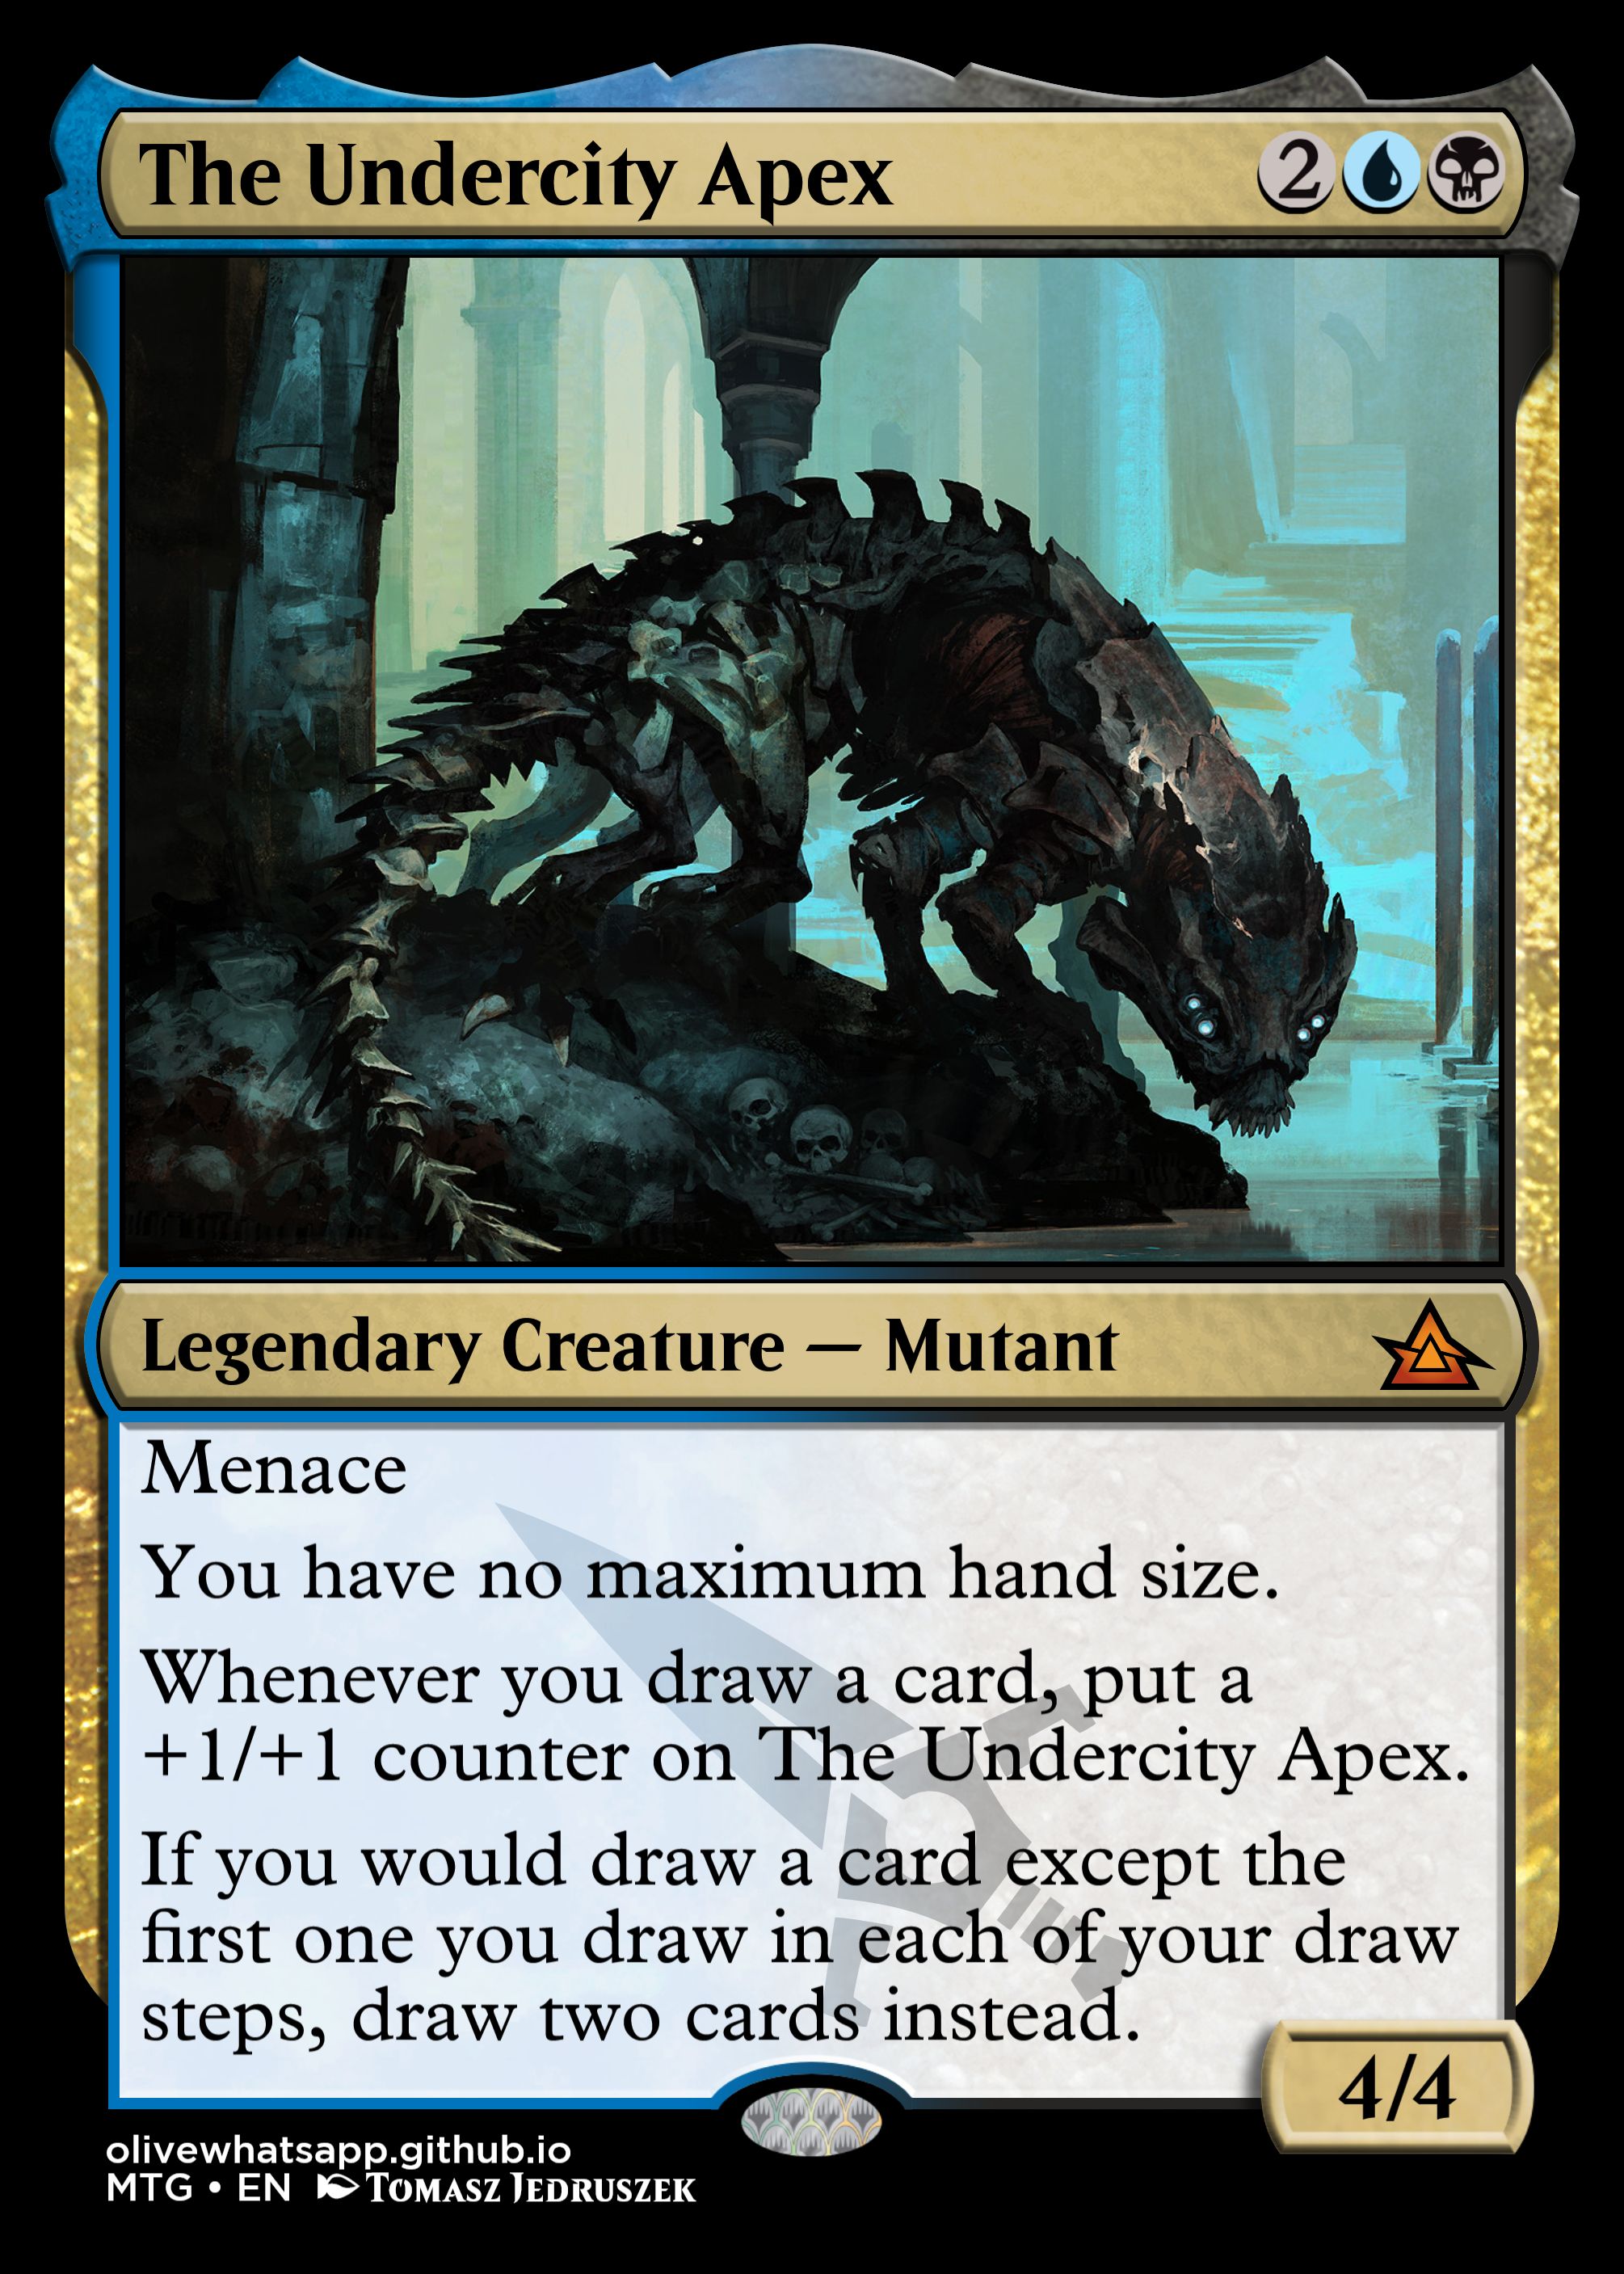 The Undercity Apex 2
Legendary Creature — Mutant
Menace
You have no maximum hand size.
Whenever you draw a card, put a
+1/+1 counter on The Undercity Apex.
If you would draw a card except the
first one you draw in each of your draw
steps, draw two cards instead.
4/4
olivewhatsapp.github.io
MTG • EN Tomasz Jedruszek